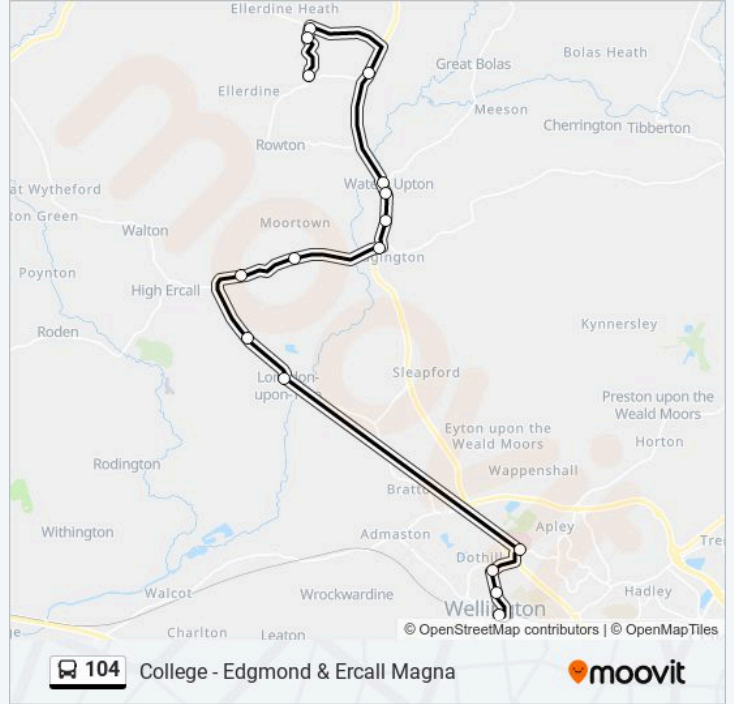 Ellerdine Heath
Bolas Heath
Great Bolas
Ellerdine
Meeson
Cherrington
Tibberton
Rowton
at Wytheford
Upton
ton Green
Moortown
Walton
Poynton
High Ercall
Kynnersley
Roden
Sleapford
upon-
Preston upon the
Weald Moors
Eyton upon the
Weald Moors
Horton
Rodington
Wappenshall
Withington
Admaston
Apley
Walcot
Wrockwardine
Hadley
Wellington
Charlton
Leaton
© OpenStreetMap contributors | © OpenMapTiles
104 College - Edgmond & Ercall Magna
moovit